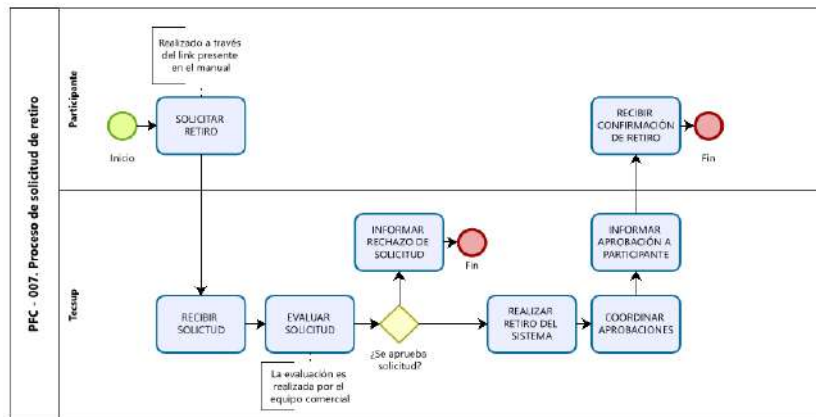 PFC - 007. Proceso de solicitud de retiro
Participante
Realizado a través
del link presente
en el manual
Inicio
SOLICITAR
RETIRO
RECIBIR
CONFIRMACIÓN
DE RETIRO
Fin
Tecsup
RECIBIR
SOLICTUD
EVALUAR
SOLICITUD
La evaluación es
realizada por el
equipo comercial
¿Se aprueba
solicitud?
INFORMAR
RECHAZO DE
SOLICITUD
Fin
REALIZAR
RETIRO DEL
SISTEMA
COORDINAR
APROBACIONES
INFORMAR
APROBACIÓN A
PARTICIPANTE